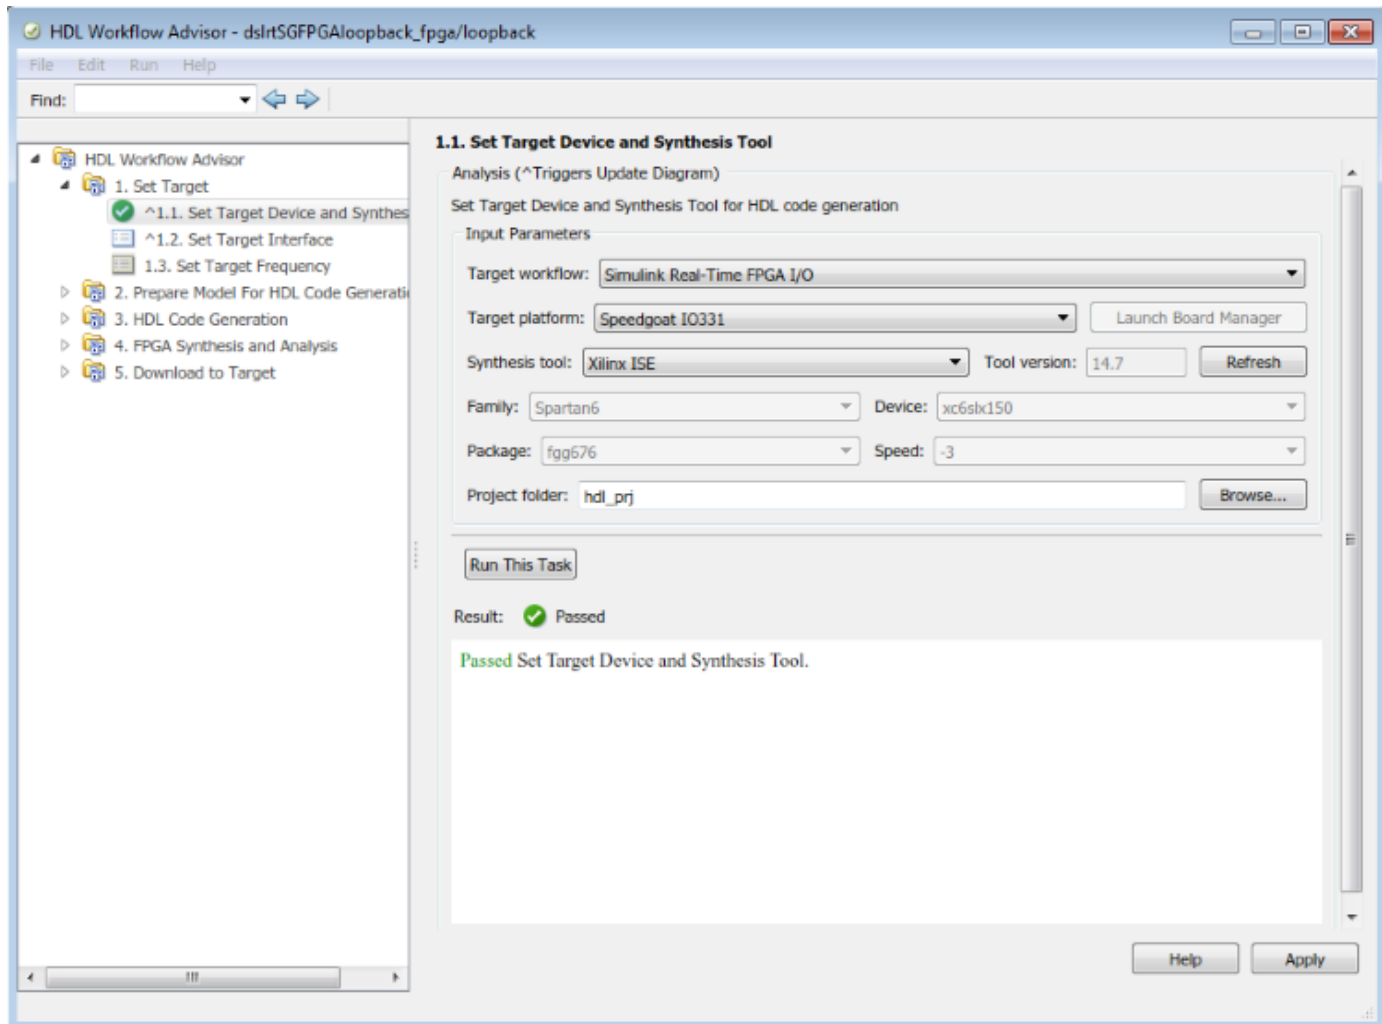 HDL Workflow Advisor - dslrtSGFPGAloopback_fpga/loopback
File Edit Run Help
Find:
HDL Workflow Advisor
1. Set Target
^1.1. Set Target Device and Synthes
^1.2. Set Target Interface
1.3. Set Target Frequency
2. Prepare Model For HDL Code Generati
3. HDL Code Generation
4. FPGA Synthesis and Analysis
5. Download to Target
1.1. Set Target Device and Synthesis Tool
Analysis (^Triggers Update Diagram)
Set Target Device and Synthesis Tool for HDL code generation
Input Parameters
Target workflow: Simulink Real-Time FPGA I/O
Target platform: Speedgoat IO331 Launch Board Manager
Synthesis tool: Xilinx ISE Tool version: 14.7 Refresh
Family: Spartan6 Device: xc6slx150
Package: fgg676 Speed: -3
Project folder: hdl_prj Browse...
Run This Task
Result: Passed
Passed Set Target Device and Synthesis Tool.
Help Apply